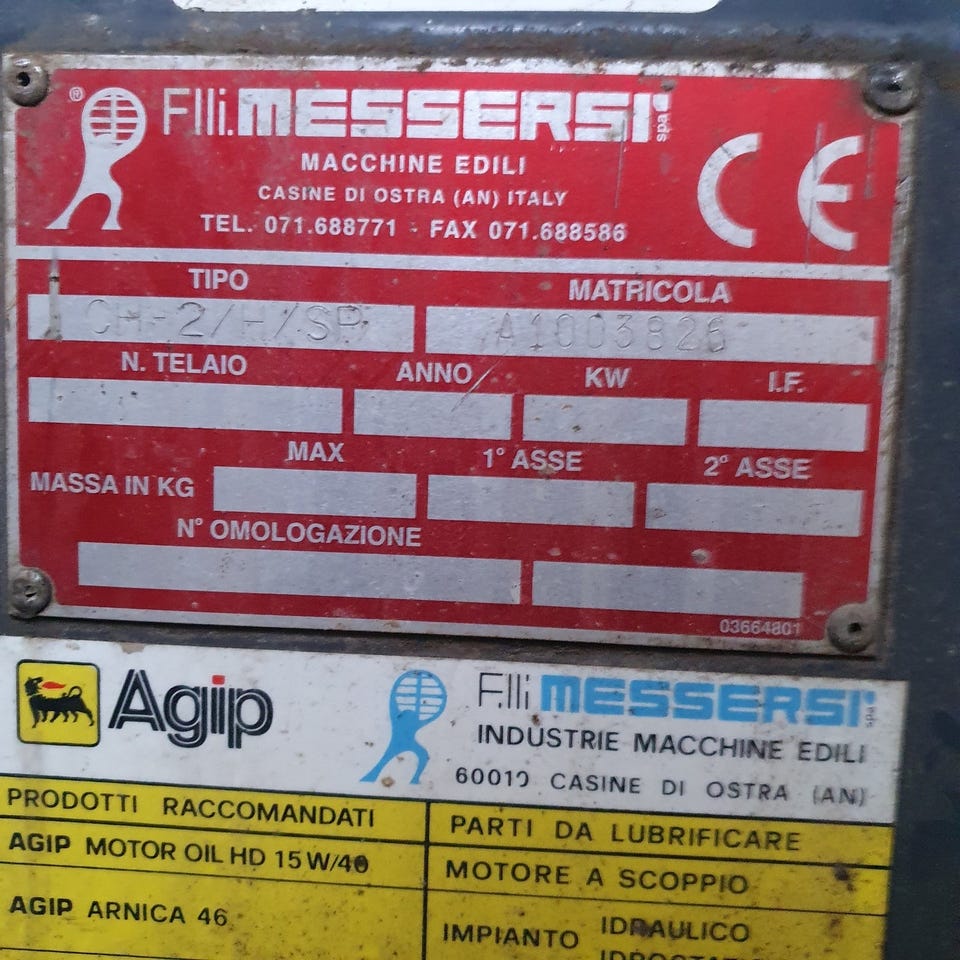 ® Flli. MESSERSI' spa
MACCHINE EDILI
CASINE DI OSTRA (AN) ITALY
TEL. 071.688771 - FAX 071.688586
CE
TIPO MATRICOLA
CH-2/H/SP A1003826
N. TELAIO ANNO KW I.F.
MAX 1° ASSE 2° ASSE
MASSA IN KG
N° OMOLOGAZIONE
03664801
Agip
F.lli MESSERSI' spa
INDUSTRIE MACCHINE EDILI
60010 CASINE DI OSTRA (AN)
PRODOTTI RACCOMANDATI PARTI DA LUBRIFICARE
AGIP MOTOR OIL HD 15W/40 MOTORE A SCOPPIO
AGIP ARNICA 46 IMPIANTO IDRAULICO